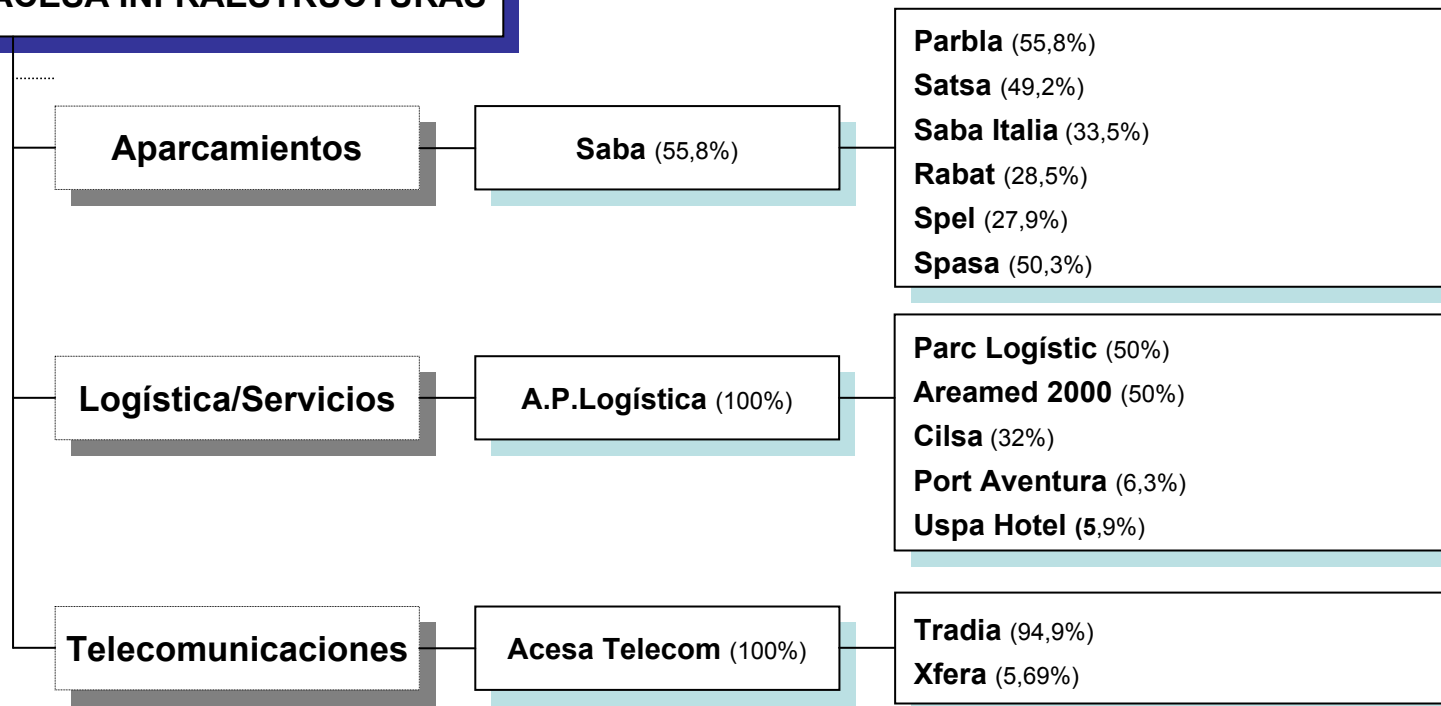 ACESA INFRAESTRUCTURAS
Aparcamientos
Saba (55,8%)
Parbla (55,8%)
Satsa (49,2%)
Saba Italia (33,5%)
Rabat (28,5%)
Spel (27,9%)
Spasa (50,3%)
Logística/Servicios
A.P.Logística (100%)
Parc Logístic (50%)
Areamed 2000 (50%)
Cilsa (32%)
Port Aventura (6,3%)
Uspa Hotel (5,9%)
Telecomunicaciones
Acesa Telecom (100%)
Tradia (94,9%)
Xfera (5,69%)